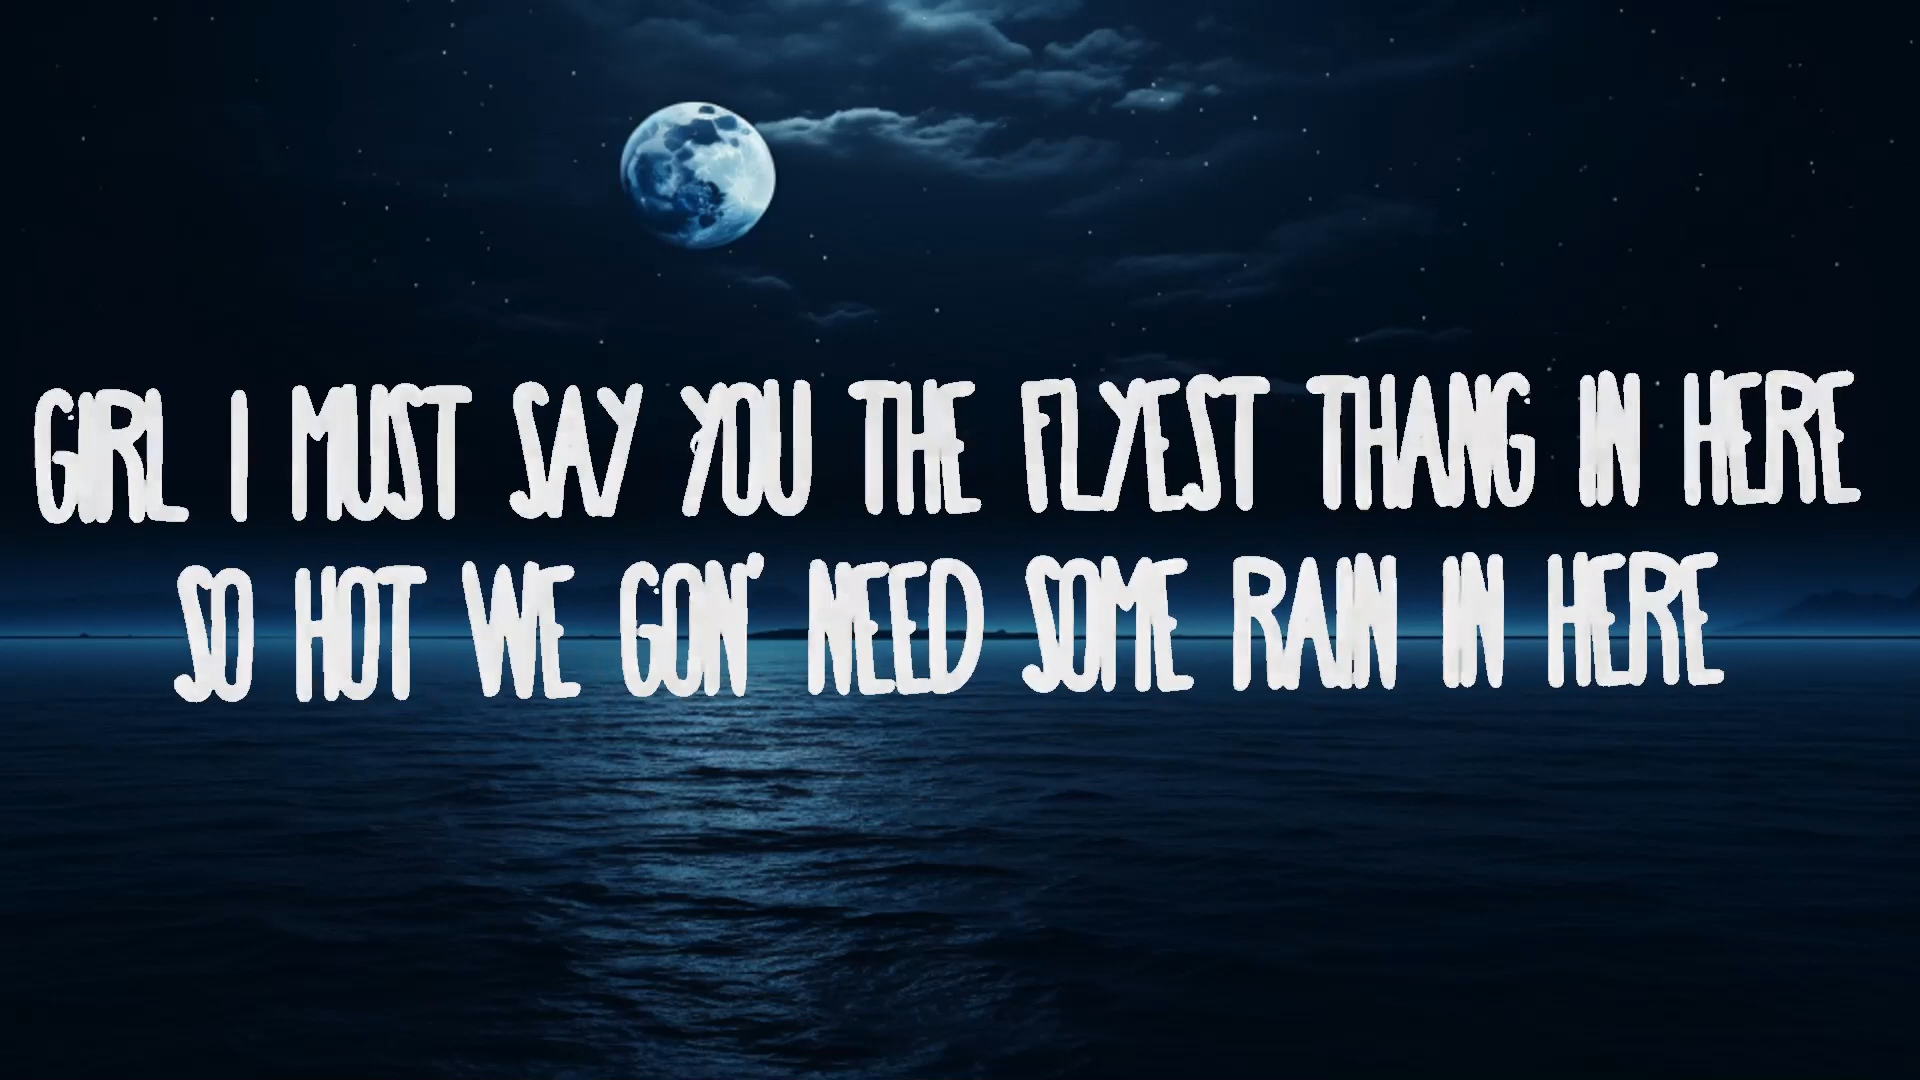 GIRL I MUST SAY YOU THE FLYEST THANG IN HERE
SO HOT WE GON' NEED SOME RAIN IN HERE